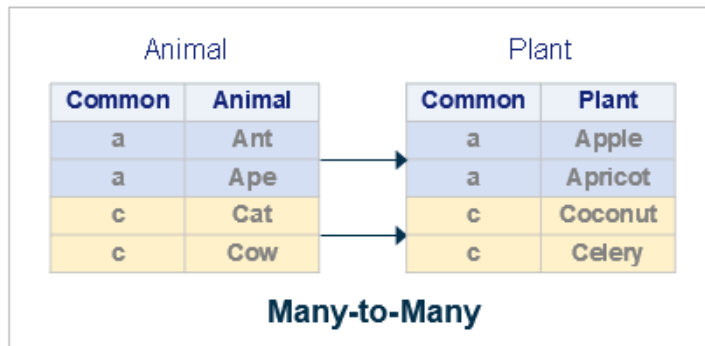 Animal Plant
Common Animal Common Plant
a Ant a Apple
a Ape a Apricot
c Cat c Coconut
c Cow c Celery
Many-to-Many